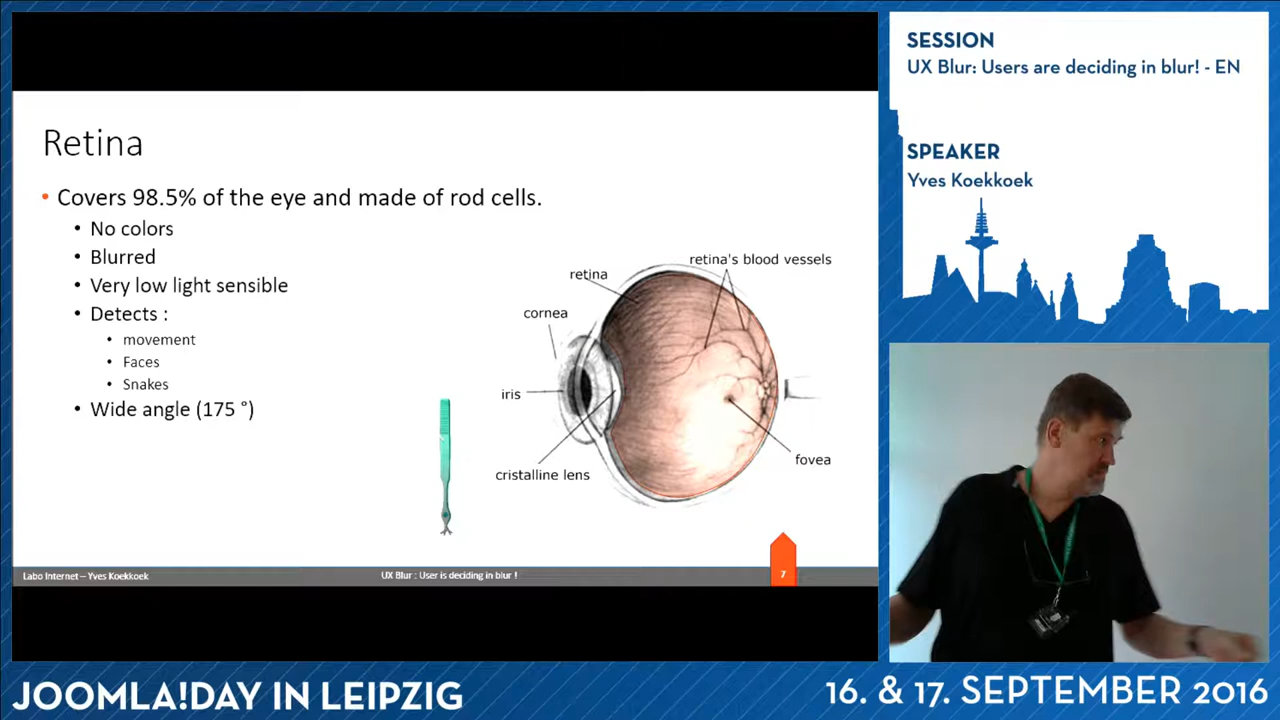 Retina
• Covers 98.5% of the eye and made of rod cells.
• No colors
• Blurred
• Very low light sensible
• Detects :
• movement
• Faces
• Snakes
• Wide angle (175 °)
retina's blood vessels
retina
cornea
iris
fovea
cristalline lens
Labo Internet – Yves Koekkoek
UX Blur : User is deciding in blur !
7
SESSION
UX Blur: Users are deciding in blur! - EN
SPEAKER
Yves Koekkoek
JOOMLA!DAY IN LEIPZIG
16. & 17. SEPTEMBER 2016